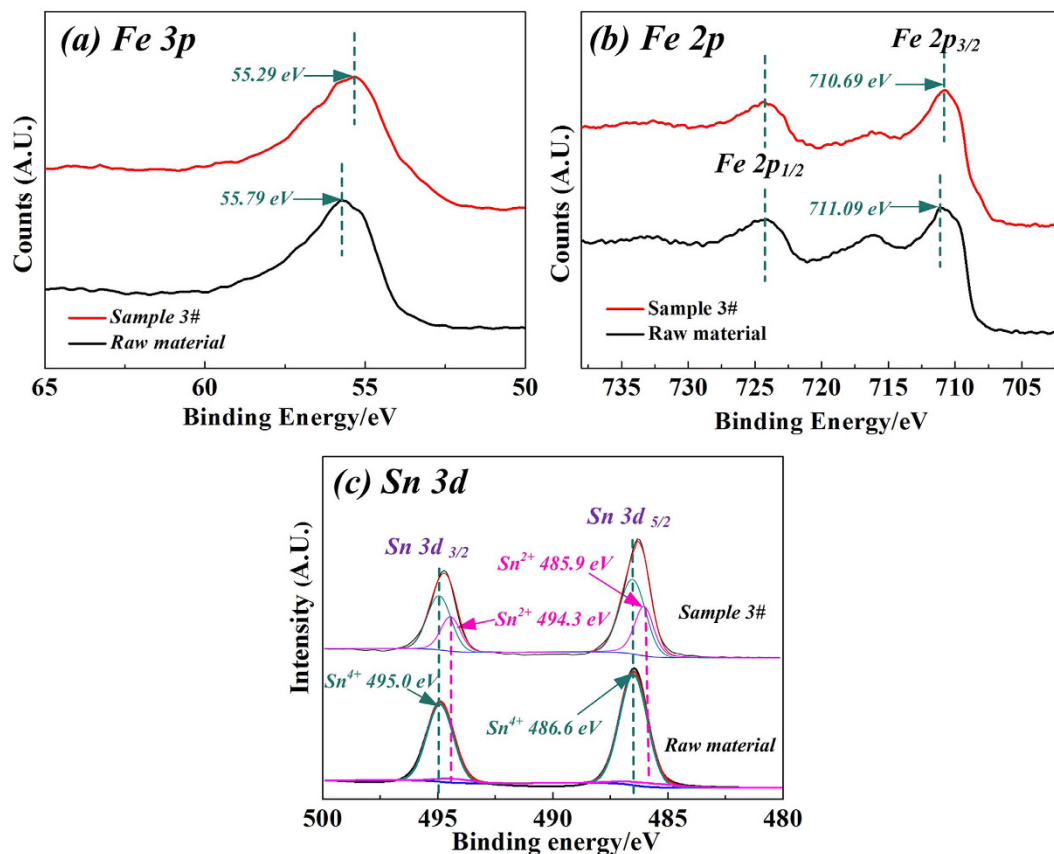 (a) Fe 3p
55.29 eV
55.79 eV
Sample 3#
Raw material
Counts (A.U.)
65 60 55 50
Binding Energy/eV
(b) Fe 2p
Fe 2p3/2
710.69 eV
Fe 2p1/2
711.09 eV
Sample 3#
Raw material
Counts (A.U.)
735 730 725 720 715 710 705
Binding Energy/eV
(c) Sn 3d
Sn 3d 5/2
Sn 3d 3/2
Sn2+ 485.9 eV
Sn2+ 494.3 eV
Sample 3#
Sn4+ 495.0 eV
Sn4+ 486.6 eV
Raw material
Intensity (A.U.)
500 495 490 485 480
Binding energy/eV